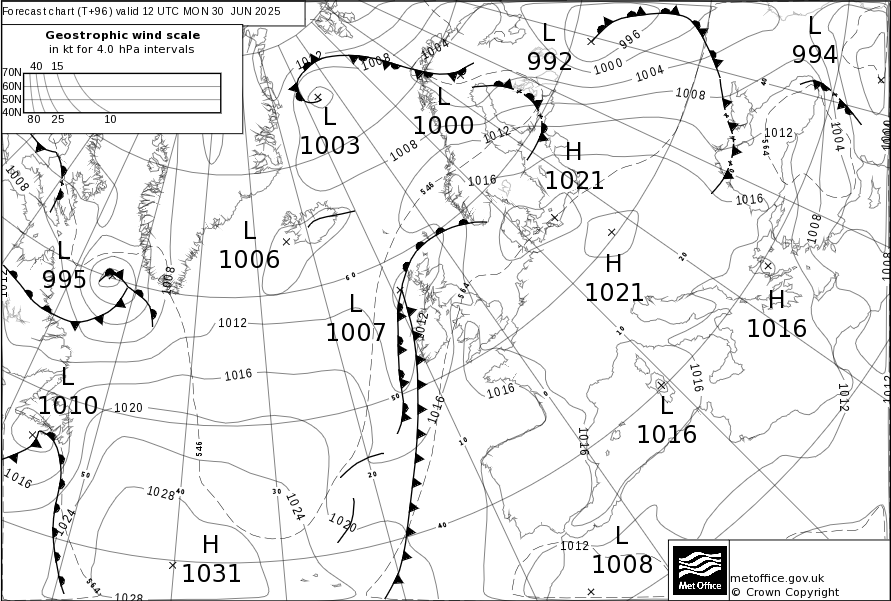 Forecast chart (T+96) valid 12 UTC MON 30 JUN 2025
Geostrophic wind scale
in kt for 4.0 hPa intervals
40 15
70N
60N
50N
40N
80 25 10
L
992
L
994
L
1003
L
1000
H
1021
L
1006
L
995
H
1021
H
1016
L
1007
L
1010
L
1016
H
1031
L
1008
1012
1008
1004
996
1000
1004
1008
1012
1004
1012
1008
1016
1016
1008
1008
1008
1012
1012
1012
1016
1020
1016
1016
1016
1016
1012
1016
1028
1024
1024
1020
1012
1028
546
546
564
564
564
60
50
50
40
40
30
20
20
10
10
0
metoffice.gov.uk
© Crown Copyright
Met Office